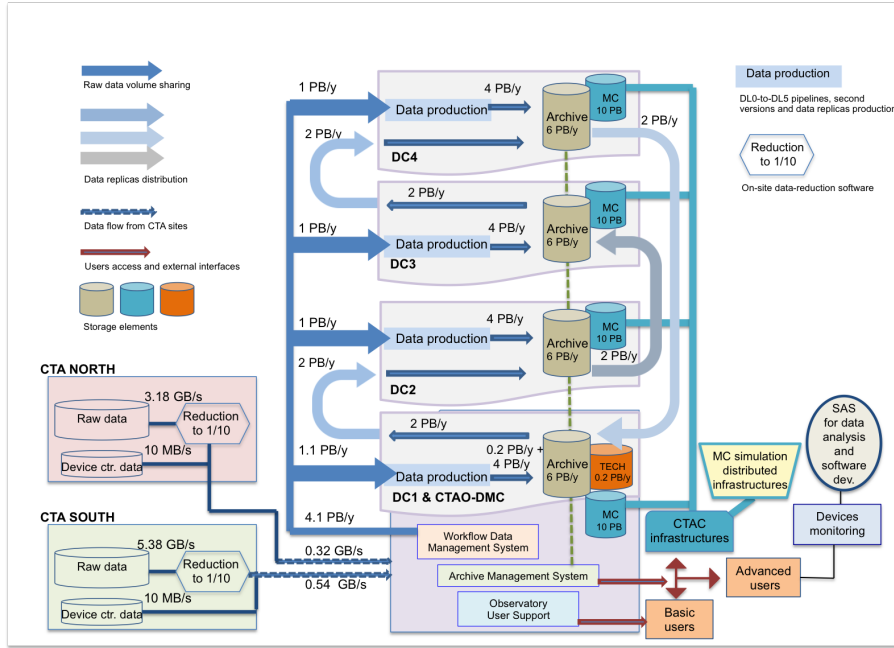 Raw data volume sharing
Data replicas distribution
Data flow from CTA sites
Users access and external interfaces
Storage elements
Data production
DL0-to-DL5 pipelines, second
versions and data replicas production
Reduction
to 1/10
On-site data-reduction software
1 PB/y
Data production
4 PB/y
Archive
6 PB/y
MC
10 PB
2 PB/y
2 PB/y
DC4
2 PB/y
MC
10 PB
1 PB/y
Data production
4 PB/y
Archive
6 PB/y
DC3
1 PB/y
Data production
4 PB/y
Archive
6 PB/y
MC
10 PB
2 PB/y
2 PB/y
DC2
2 PB/y
0.2 PB/y +
4 PB/y
1.1 PB/y
Data production
Archive
6 PB/y
TECH
0.2 PB/y
MC
10 PB
DC1 & CTAO-DMC
4.1 PB/y
Workflow Data
Management System
Archive Management System
Observatory
User Support
CTA NORTH
3.18 GB/s
Raw data
Reduction
to 1/10
10 MB/s
Device ctr. data
CTA SOUTH
5.38 GB/s
Raw data
Reduction
to 1/10
10 MB/s
Device ctr. data
0.32 GB/s
0.54 GB/s
MC simulation
distributed
infrastructures
CTAC
infrastructures
SAS
for data
analysis
and
software
dev.
Devices
monitoring
Advanced
users
Basic
users